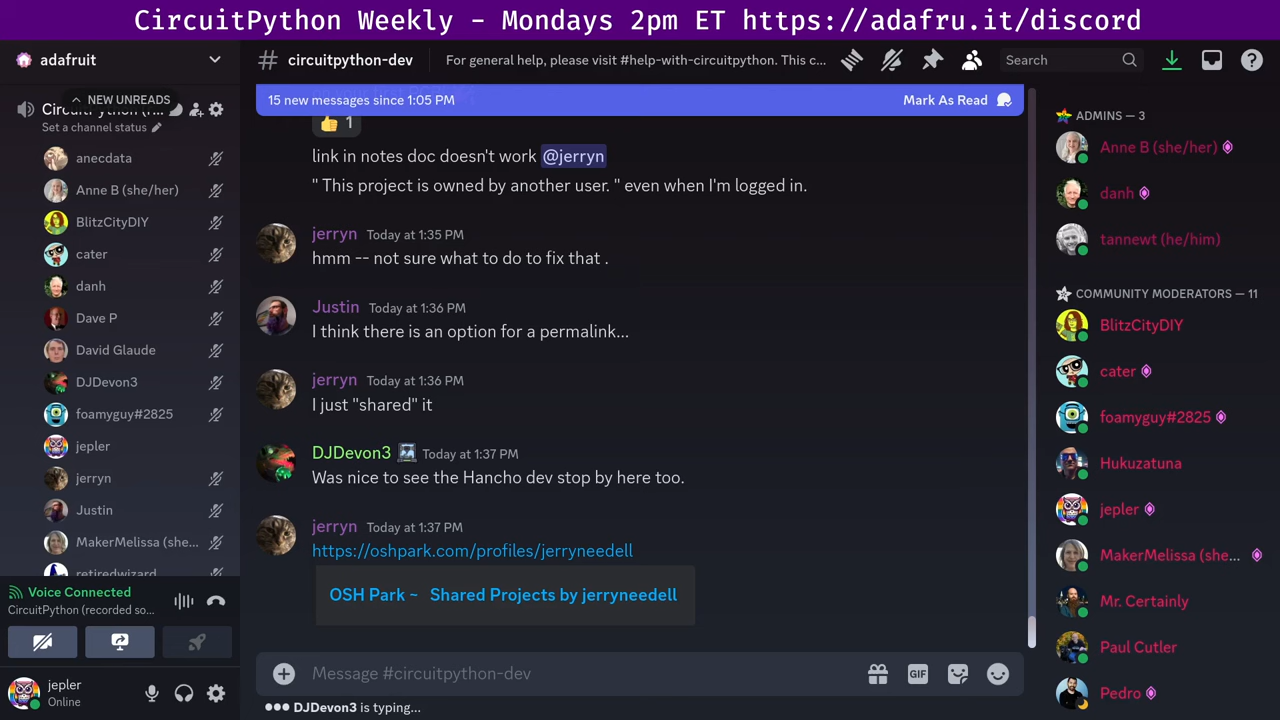 CircuitPython Weekly - Mondays 2pm ET https://adafru.it/discord
adafruit
# circuitpython-dev
For general help, please visit #help-with-circuitpython. This c...
Search
NEW UNREADS
Set a channel status
anecdata
Anne B (she/her)
BlitzCityDIY
cater
danh
Dave P
David Glaude
DJDevon3
foamyguy#2825
jepler
jerryn
Justin
MakerMelissa (she...
retiredwizard
Voice Connected
CircuitPython (recorded so...
jepler
Online
15 new messages since 1:05 PM
Mark As Read
1
link in notes doc doesn't work @jerryn
" This project is owned by another user. " even when I'm logged in.
jerryn Today at 1:35 PM
hmm -- not sure what to do to fix that .
Justin Today at 1:36 PM
I think there is an option for a permalink...
jerryn Today at 1:36 PM
I just "shared" it
DJDevon3 Today at 1:37 PM
Was nice to see the Hancho dev stop by here too.
jerryn Today at 1:37 PM
https://oshpark.com/profiles/jerryneedell
OSH Park ~ Shared Projects by jerryneedell
Message #circuitpython-dev
GIF
DJDevon3 is typing...
ADMINS — 3
Anne B (she/her)
danh
tannewt (he/him)
COMMUNITY MODERATORS — 11
BlitzCityDIY
cater
foamyguy#2825
Hukuzatuna
jepler
MakerMelissa (she...
Mr. Certainly
Paul Cutler
Pedro